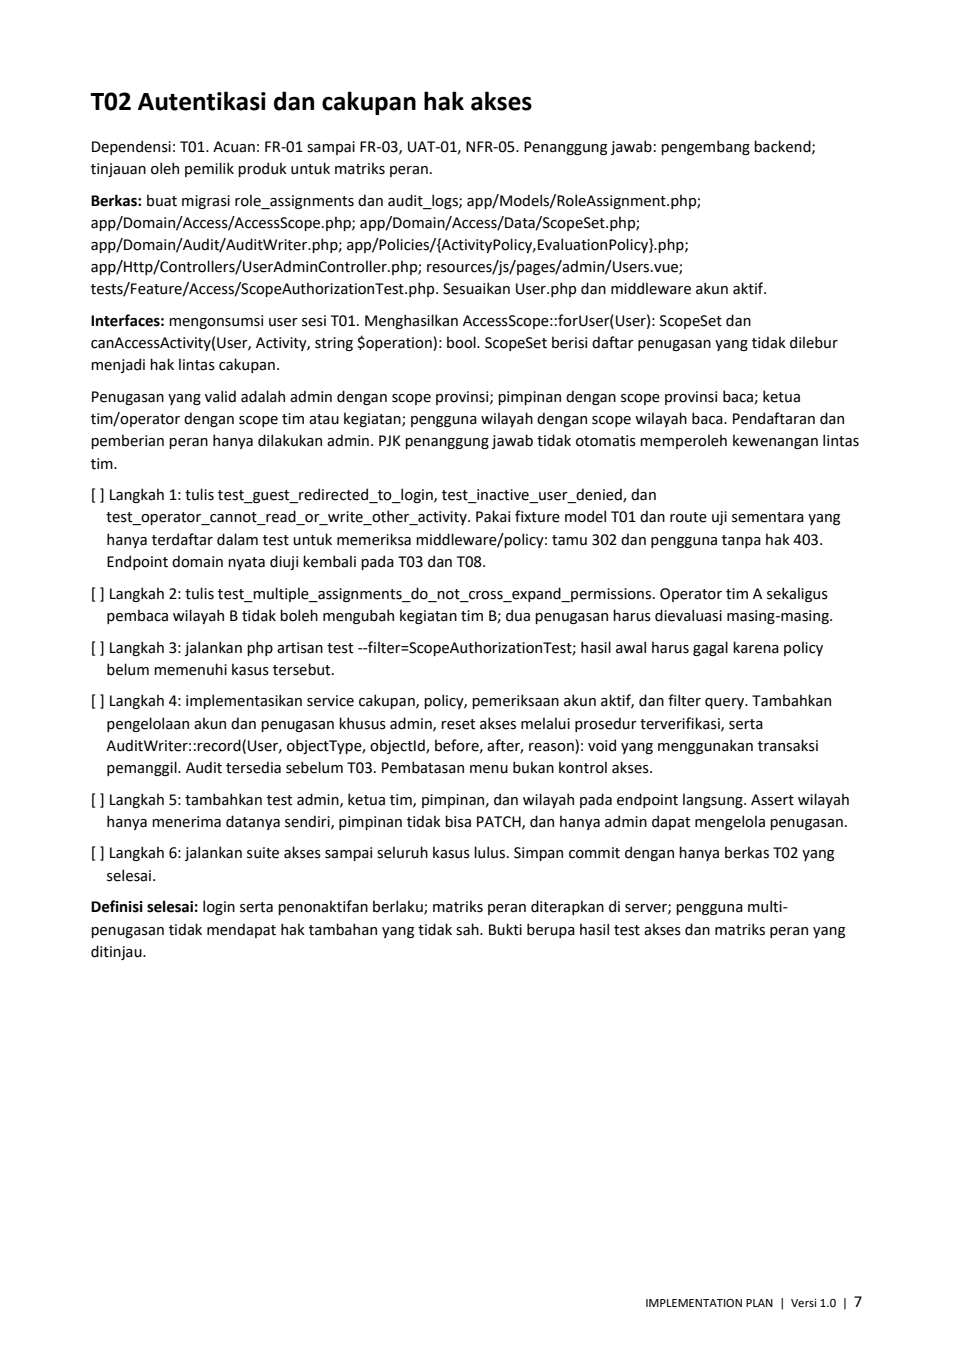 T02 Autentikasi dan cakupan hak akses
Dependensi: T01. Acuan: FR-01 sampai FR-03, UAT-01, NFR-05. Penanggung jawab: pengembang backend;
tinjauan oleh pemilik produk untuk matriks peran.
Berkas: buat migrasi role_assignments dan audit_logs; app/Models/RoleAssignment.php;
app/Domain/Access/AccessScope.php; app/Domain/Access/Data/ScopeSet.php;
app/Domain/Audit/AuditWriter.php; app/Policies/{ActivityPolicy,EvaluationPolicy}.php;
app/Http/Controllers/UserAdminController.php; resources/js/pages/admin/Users.vue;
tests/Feature/Access/ScopeAuthorizationTest.php. Sesuaikan User.php dan middleware akun aktif.
Interfaces: mengonsumsi user sesi T01. Menghasilkan AccessScope::forUser(User): ScopeSet dan
canAccessActivity(User, Activity, string $operation): bool. ScopeSet berisi daftar penugasan yang tidak dilebur
menjadi hak lintas cakupan.
Penugasan yang valid adalah admin dengan scope provinsi; pimpinan dengan scope provinsi baca; ketua
tim/operator dengan scope tim atau kegiatan; pengguna wilayah dengan scope wilayah baca. Pendaftaran dan
pemberian peran hanya dilakukan admin. PJK penanggung jawab tidak otomatis memperoleh kewenangan lintas
tim.
[ ] Langkah 1: tulis test_guest_redirected_to_login, test_inactive_user_denied, dan
test_operator_cannot_read_or_write_other_activity. Pakai fixture model T01 dan route uji sementara yang
hanya terdaftar dalam test untuk memeriksa middleware/policy: tamu 302 dan pengguna tanpa hak 403.
Endpoint domain nyata diuji kembali pada T03 dan T08.
[ ] Langkah 2: tulis test_multiple_assignments_do_not_cross_expand_permissions. Operator tim A sekaligus
pembaca wilayah B tidak boleh mengubah kegiatan tim B; dua penugasan harus dievaluasi masing-masing.
[ ] Langkah 3: jalankan php artisan test --filter=ScopeAuthorizationTest; hasil awal harus gagal karena policy
belum memenuhi kasus tersebut.
[ ] Langkah 4: implementasikan service cakupan, policy, pemeriksaan akun aktif, dan filter query. Tambahkan
pengelolaan akun dan penugasan khusus admin, reset akses melalui prosedur terverifikasi, serta
AuditWriter::record(User, objectType, objectId, before, after, reason): void yang menggunakan transaksi
pemanggil. Audit tersedia sebelum T03. Pembatasan menu bukan kontrol akses.
[ ] Langkah 5: tambahkan test admin, ketua tim, pimpinan, dan wilayah pada endpoint langsung. Assert wilayah
hanya menerima datanya sendiri, pimpinan tidak bisa PATCH, dan hanya admin dapat mengelola penugasan.
[ ] Langkah 6: jalankan suite akses sampai seluruh kasus lulus. Simpan commit dengan hanya berkas T02 yang
selesai.
Definisi selesai: login serta penonaktifan berlaku; matriks peran diterapkan di server; pengguna multi-
penugasan tidak mendapat hak tambahan yang tidak sah. Bukti berupa hasil test akses dan matriks peran yang
ditinjau.
IMPLEMENTATION PLAN | Versi 1.0 | 7